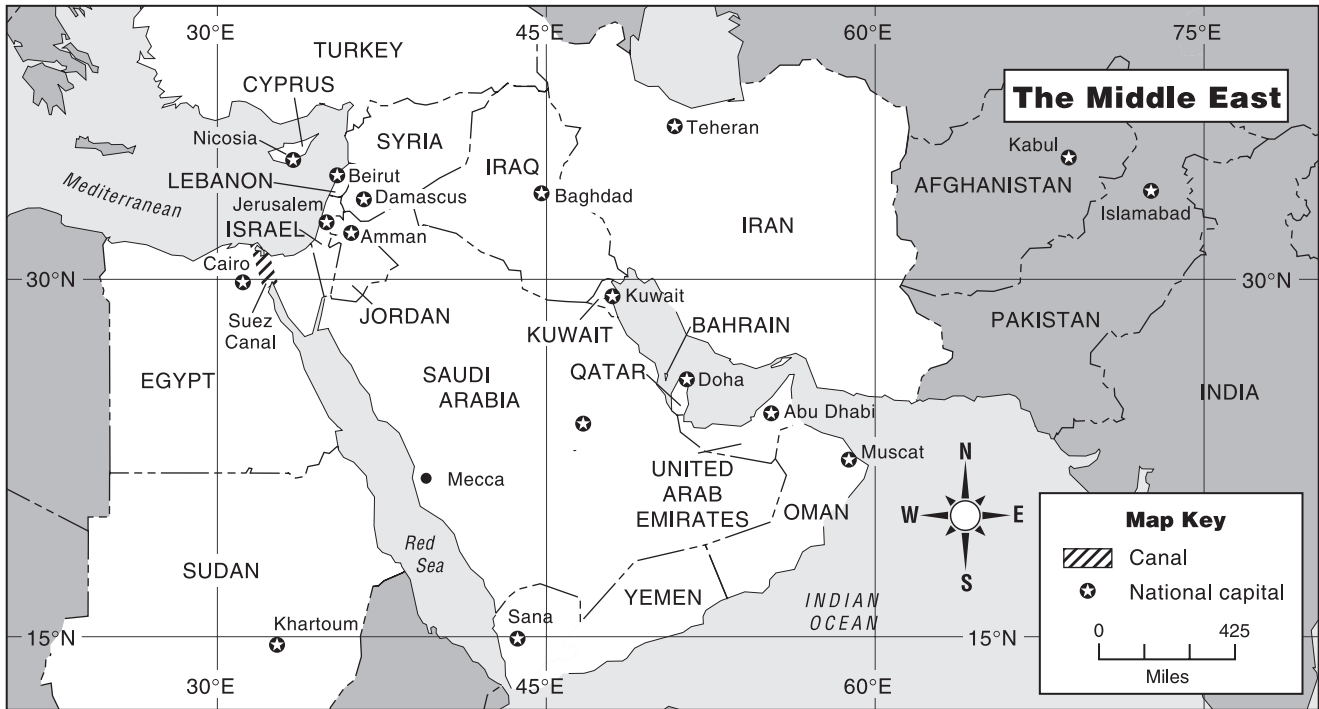 30°E
45°E
60°E
75°E
TURKEY
CYPRUS
The Middle East
Nicosia
SYRIA
Teheran
Kabul
IRAQ
LEBANON
Beirut
AFGHANISTAN
Mediterranean
Jerusalem
Damascus
Baghdad
Islamabad
ISRAEL
Amman
IRAN
Cairo
30°N
30°N
Kuwait
Suez
Canal
JORDAN
KUWAIT
BAHRAIN
PAKISTAN
EGYPT
SAUDI
ARABIA
QATAR
Doha
INDIA
Abu Dhabi
Muscat
Mecca
UNITED
ARAB
EMIRATES
OMAN
N
W
E
S
Red
Sea
SUDAN
YEMEN
INDIAN
OCEAN
Khartoum
Sana
15°N
15°N
30°E
45°E
60°E
Map Key
Canal
National capital
0
425
Miles